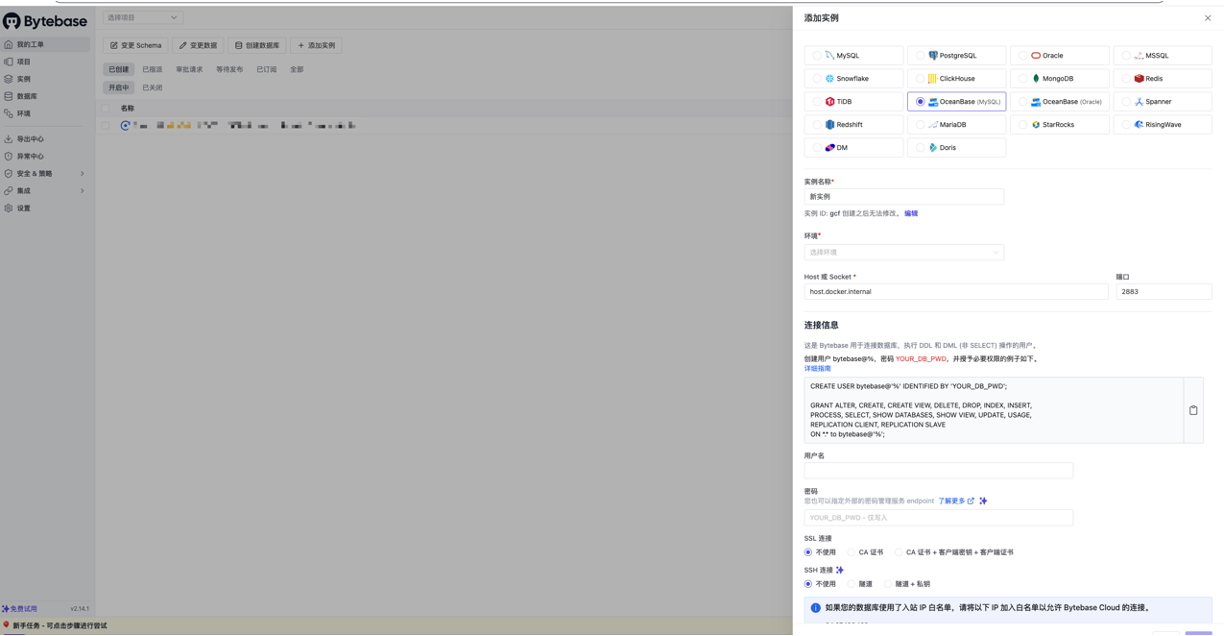 Bytebase
选择项目
我的工单
项目
实例
数据库
环境
导出中心
异常中心
安全 & 策略
集成
设置
免费试用
v2.14.1
新手任务 - 可点击步骤进行尝试
变更 Schema
变更数据
创建数据库
添加实例
已创建
已指派
审批请求
等待发布
已订阅
全部
开启中
已关闭
名称
添加实例
MySQL
PostgreSQL
Oracle
MSSQL
Snowflake
ClickHouse
MongoDB
Redis
TiDB
OceanBase (MySQL)
OceanBase (Oracle)
Spanner
Redshift
MariaDB
StarRocks
RisingWave
DM
Doris
实例名称*
新实例
实例 ID: gcf 创建之后无法修改。 编辑
环境*
选择环境
Host 或 Socket *
端口
host.docker.internal
2883
连接信息
这是 Bytebase 用于连接数据库，执行 DDL 和 DML (非 SELECT) 操作的用户。
创建用户 bytebase@%，密码 YOUR_DB_PWD，并授予必要权限的例子如下。
详细指南
CREATE USER bytebase@'%' IDENTIFIED BY 'YOUR_DB_PWD';
GRANT ALTER, CREATE, CREATE VIEW, DELETE, DROP, INDEX, INSERT,
PROCESS, SELECT, SHOW DATABASES, SHOW VIEW, UPDATE, USAGE,
REPLICATION CLIENT, REPLICATION SLAVE
ON *.* to bytebase@'%';
用户名
密码
您也可以指定外部的密码管理服务 endpoint 了解更多
YOUR_DB_PWD - 仅写入
SSL 连接
不使用
CA 证书
CA 证书 + 客户端密钥 + 客户端证书
SSH 连接
不使用
隧道
隧道 + 私钥
如果您的数据库使用了入站 IP 白名单，请将以下 IP 加入白名单以允许 Bytebase Cloud 的连接。